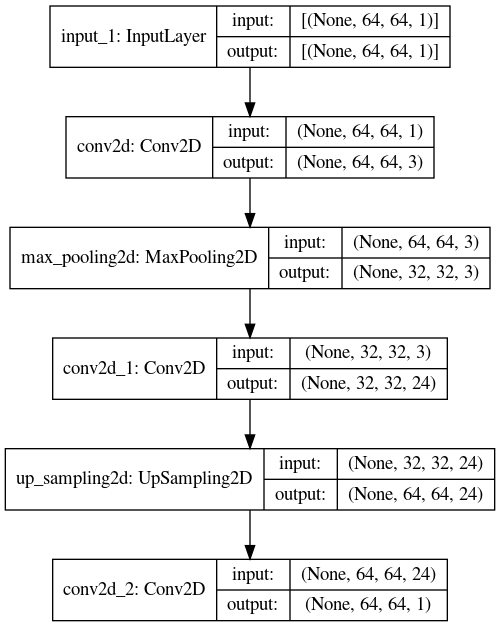 input_1: InputLayer
input: [(None, 64, 64, 1)]
output: [(None, 64, 64, 1)]
conv2d: Conv2D
input: (None, 64, 64, 1)
output: (None, 64, 64, 3)
max_pooling2d: MaxPooling2D
input: (None, 64, 64, 3)
output: (None, 32, 32, 3)
conv2d_1: Conv2D
input: (None, 32, 32, 3)
output: (None, 32, 32, 24)
up_sampling2d: UpSampling2D
input: (None, 32, 32, 24)
output: (None, 64, 64, 24)
conv2d_2: Conv2D
input: (None, 64, 64, 24)
output: (None, 64, 64, 1)